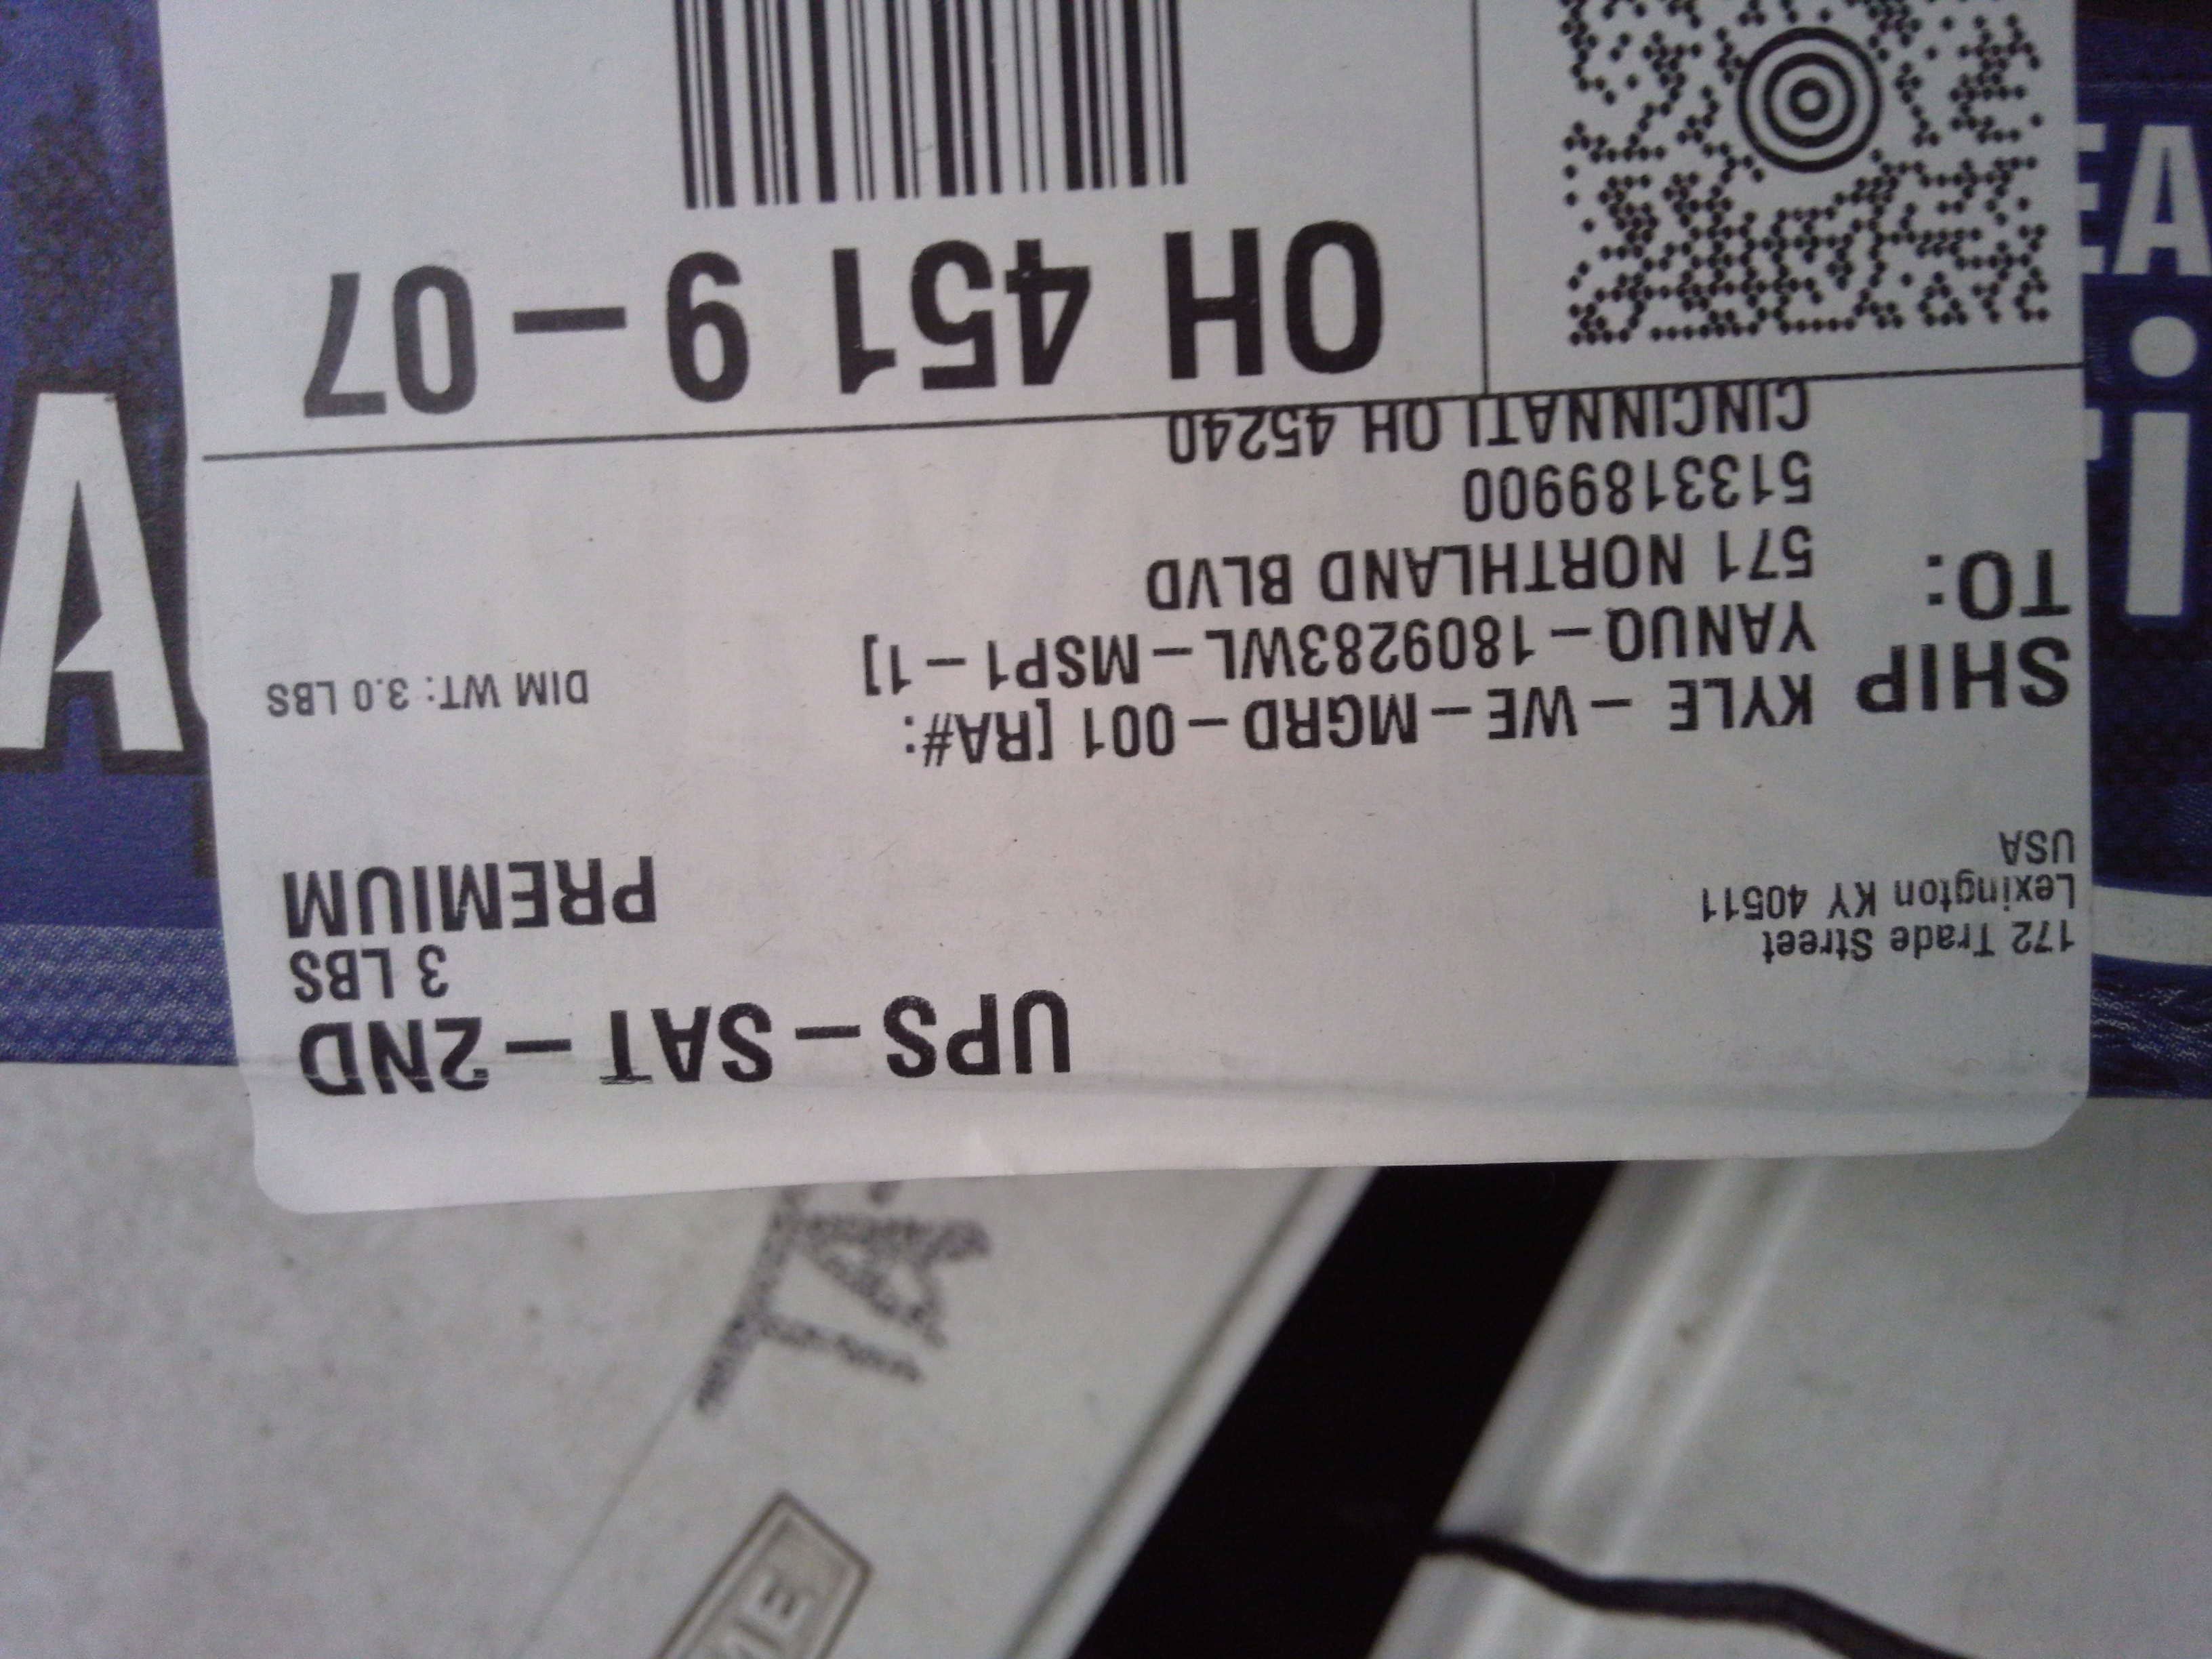 UPS-SAT-2ND
3 LBS
PREMIUM
172 Trade Street
Lexington KY 40511
USA
DIM WT: 3.0 LBS
SHIP
TO:
KYLE - WE-MGRD-001 [RA#:
YANUQ-1809283WL-MSP1-1]
571 NORTHLAND BLVD
5133189900
CINCINNATI OH 45240
OH 451 9-07